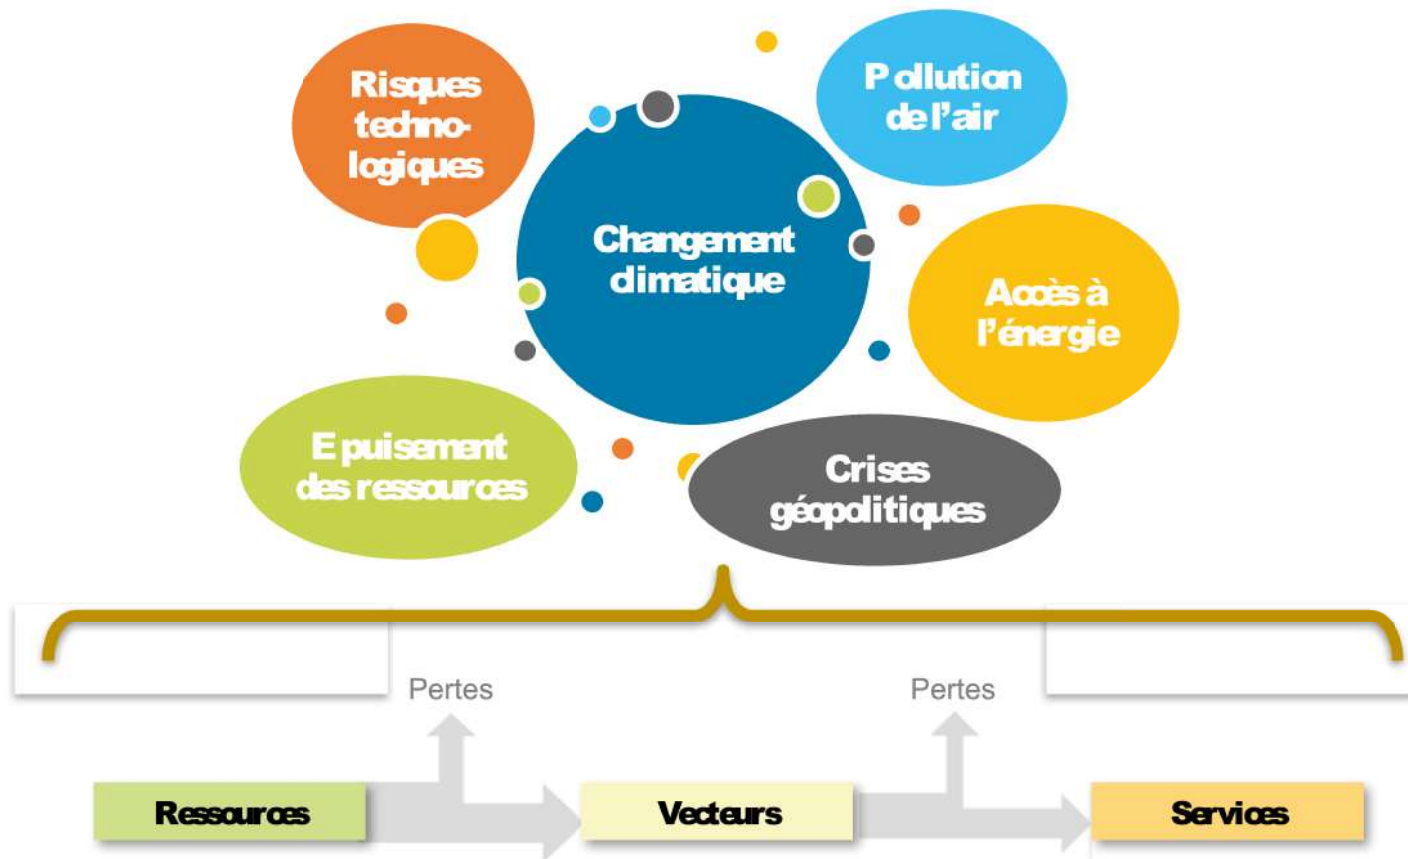 Risques
techno-
logiques
Pollution
de l'air
Changement
climatique
Accès à
l'énergie
Epuisement
des ressources
Crises
géopolitiques
Pertes
Pertes
Ressources
Vecteurs
Services